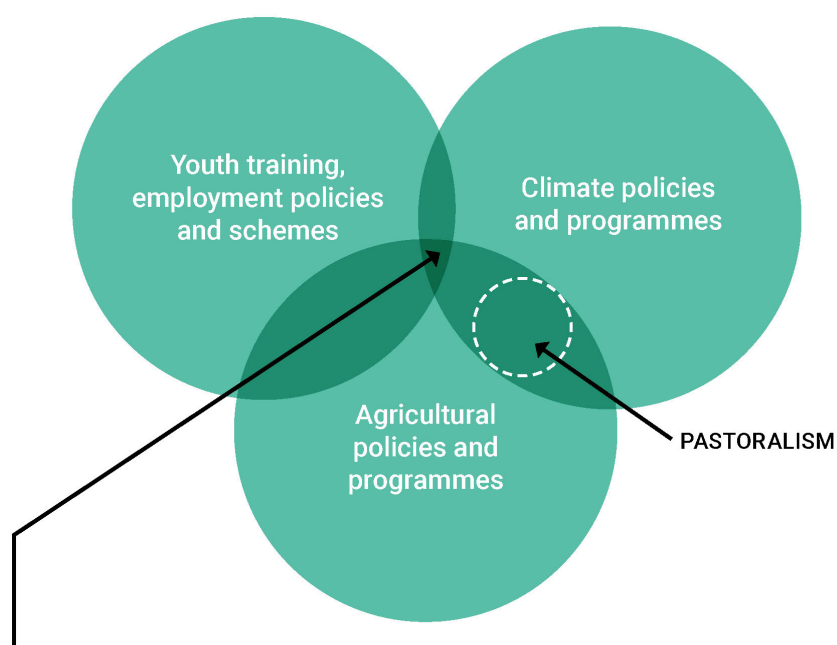 Youth training,
employment policies
and schemes
Climate policies
and programmes
Agricultural
policies and
programmes
PASTORALISM